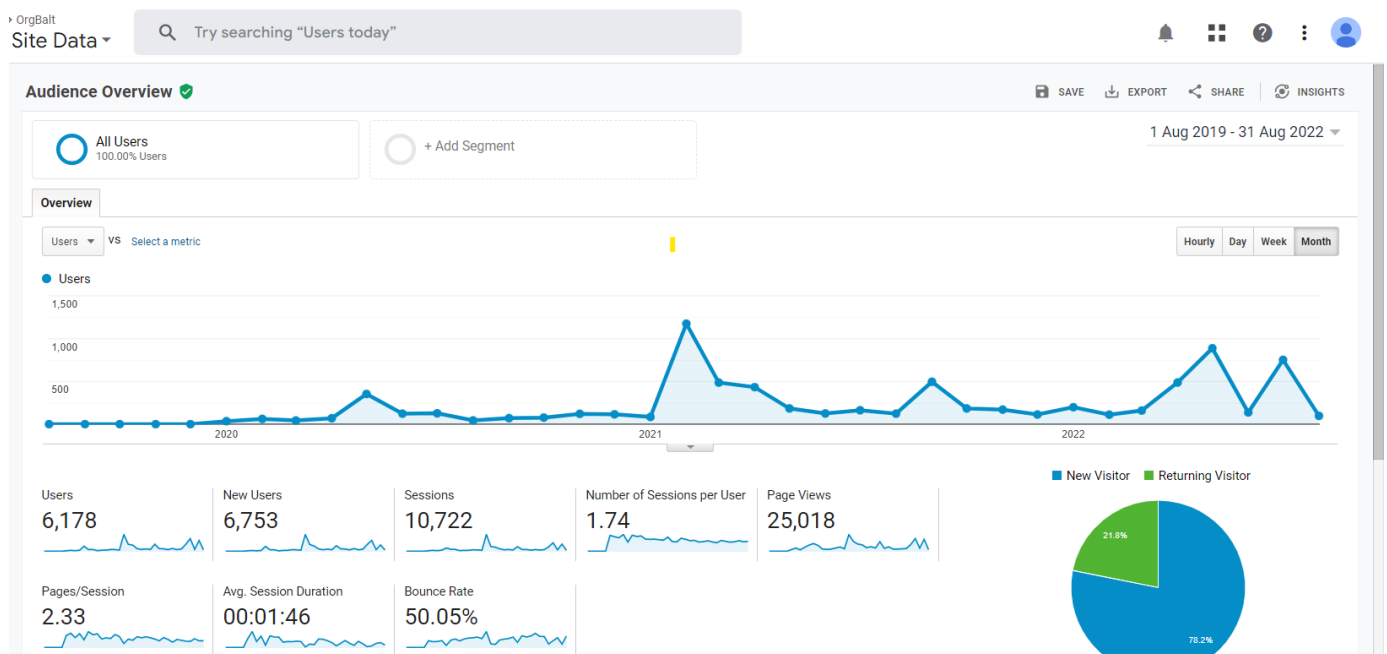 OrgBalt
Site Data
Try searching “Users today”
Audience Overview
SAVE
EXPORT
SHARE
INSIGHTS
All Users
100.00% Users
+ Add Segment
1 Aug 2019 - 31 Aug 2022
Overview
Users
VS
Select a metric
Hourly
Day
Week
Month
Users
1,500
1,000
500
2020
2021
2022
New Visitor
Returning Visitor
Users
6,178
New Users
6,753
Sessions
10,722
Number of Sessions per User
1.74
Page Views
25,018
21.8%
78.2%
Pages/Session
2.33
Avg. Session Duration
00:01:46
Bounce Rate
50.05%